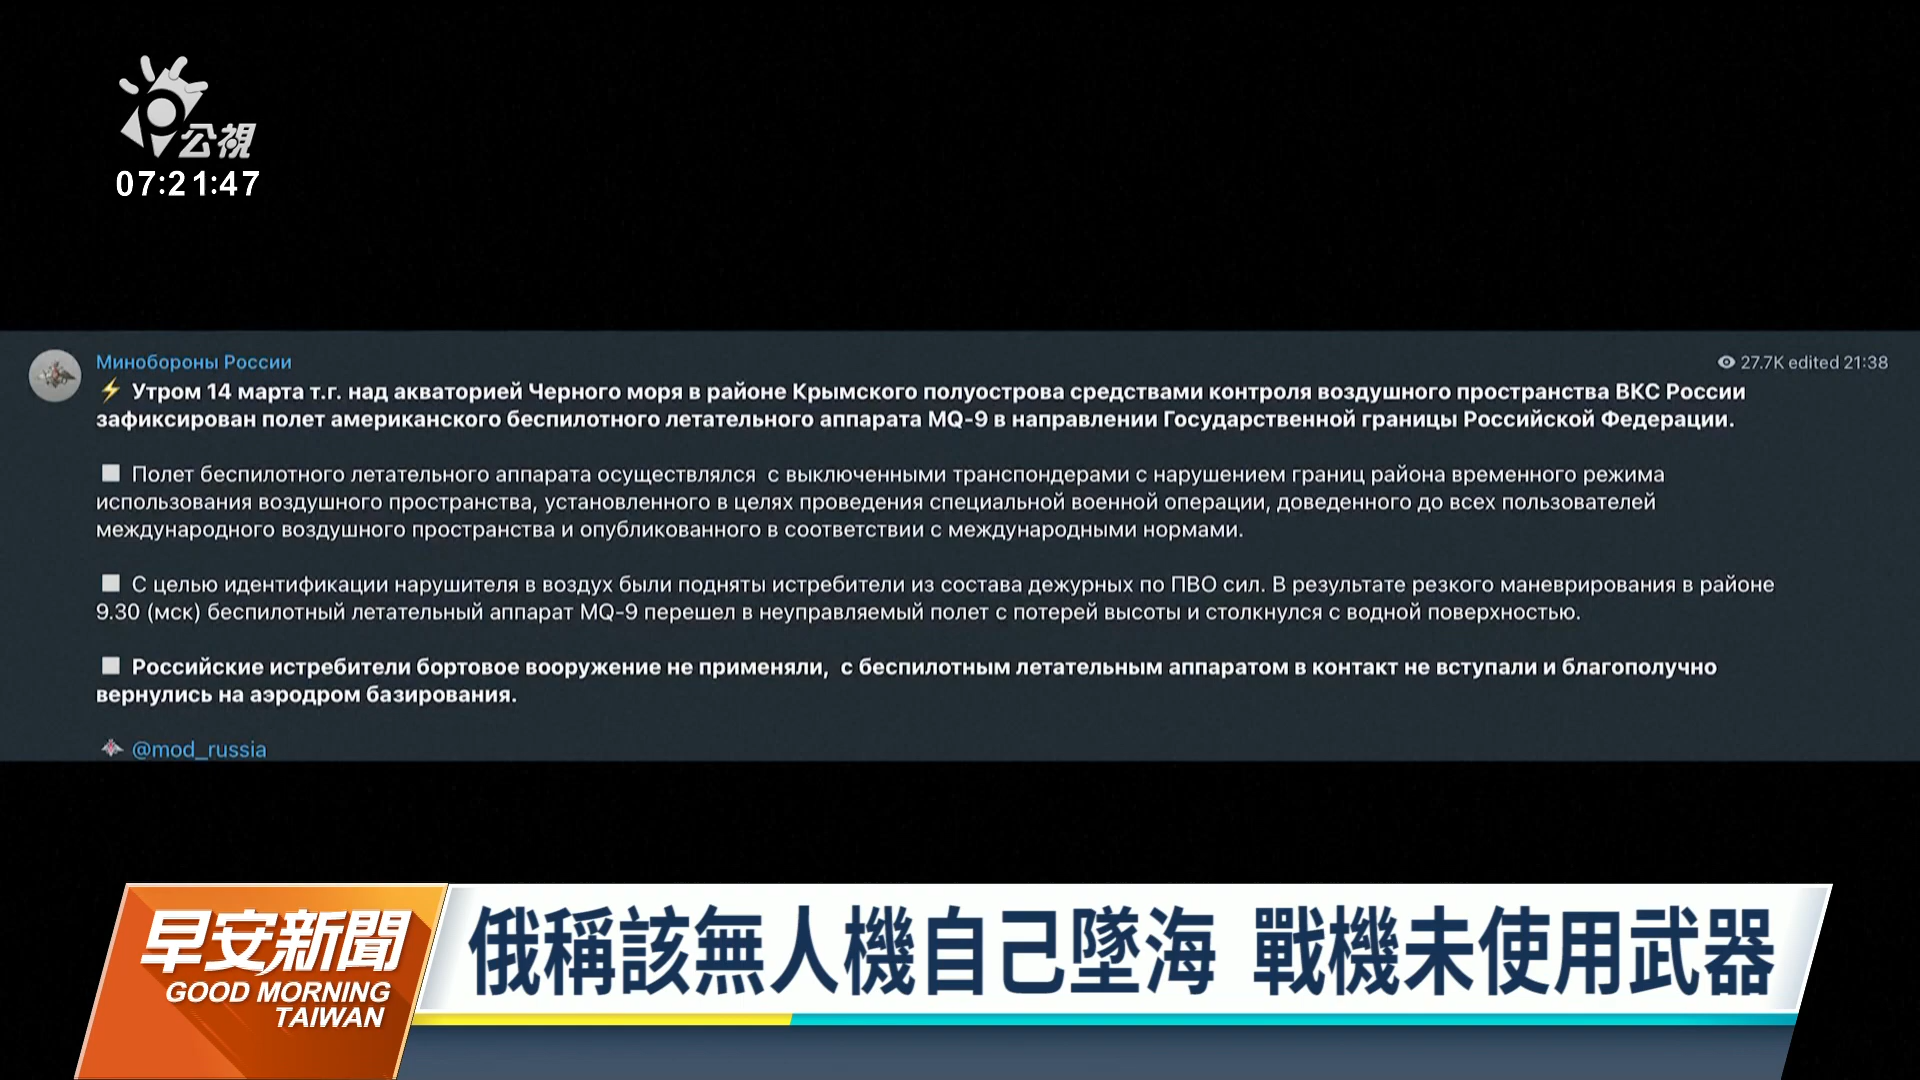 公視
07:21:47
Минобороны России
27.7K edited 21:38
⚡ Утром 14 марта т.г. над акваторией Черного моря в районе Крымского полуострова средствами контроля воздушного пространства ВКС России
зафиксирован полет американского беспилотного летательного аппарата MQ-9 в направлении Государственной границы Российской Федерации.
◻️ Полет беспилотного летательного аппарата осуществлялся  с выключенными транспондерами с нарушением границ района временного режима
использования воздушного пространства, установленного в целях проведения специальной военной операции, доведенного до всех пользователей
международного воздушного пространства и опубликованного в соответствии с международными нормами.
◻️ С целью идентификации нарушителя в воздух были подняты истребители из состава дежурных по ПВО сил. В результате резкого маневрирования в районе
9.30 (мск) беспилотный летательный аппарат MQ-9 перешел в неуправляемый полет с потерей высоты и столкнулся с водной поверхностью.
◻️ Российские истребители бортовое вооружение не применяли,  с беспилотным летательным аппаратом в контакт не вступали и благополучно
вернулись на аэродром базирования.
@mod_russia
早安新聞
GOOD MORNING
TAIWAN
俄稱該無人機自己墜海 戰機未使用武器